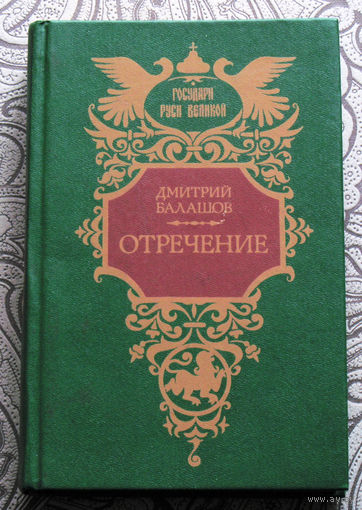 ГОСУДАРИ
РУСИ ВЕЛИКОЙ
ДМИТРИЙ
БАЛАШОВ
ОТРЕЧЕНИЕ